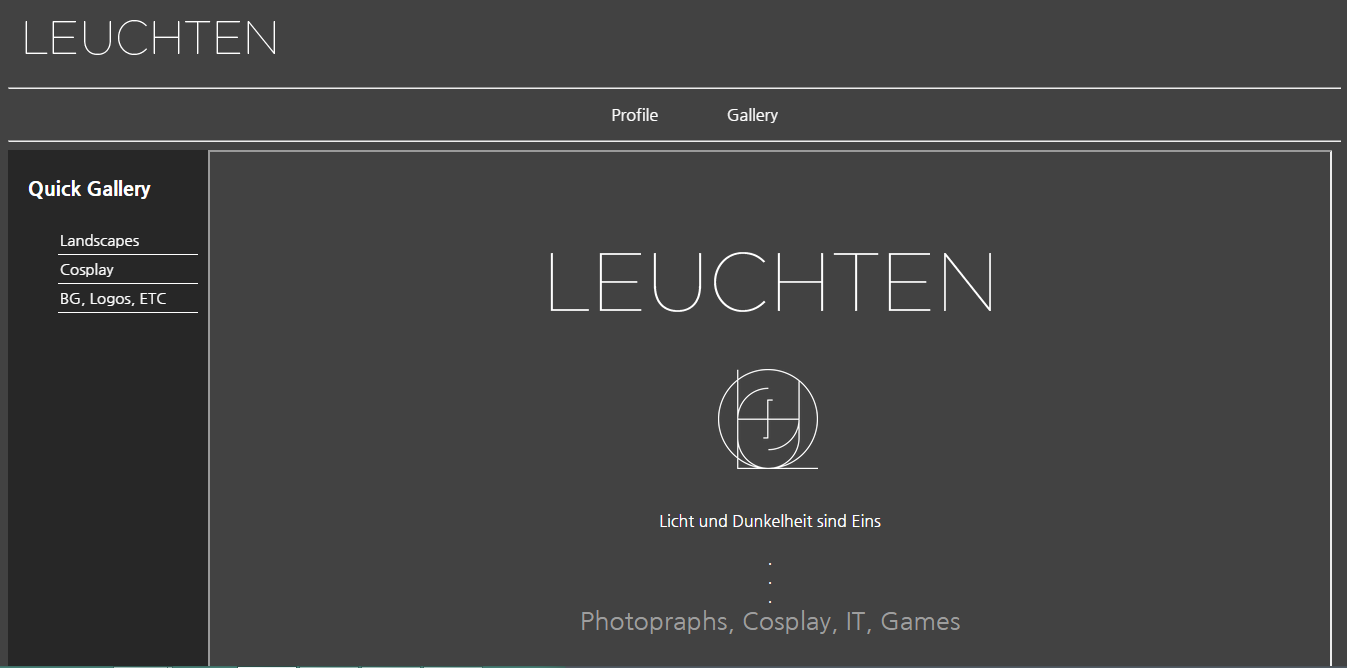 LEUCHTEN
Profile Gallery
Quick Gallery
Landscapes
Cosplay
BG, Logos, ETC
LEUCHTEN
Licht und Dunkelheit sind Eins
.
.
.
Photopraphs, Cosplay, IT, Games